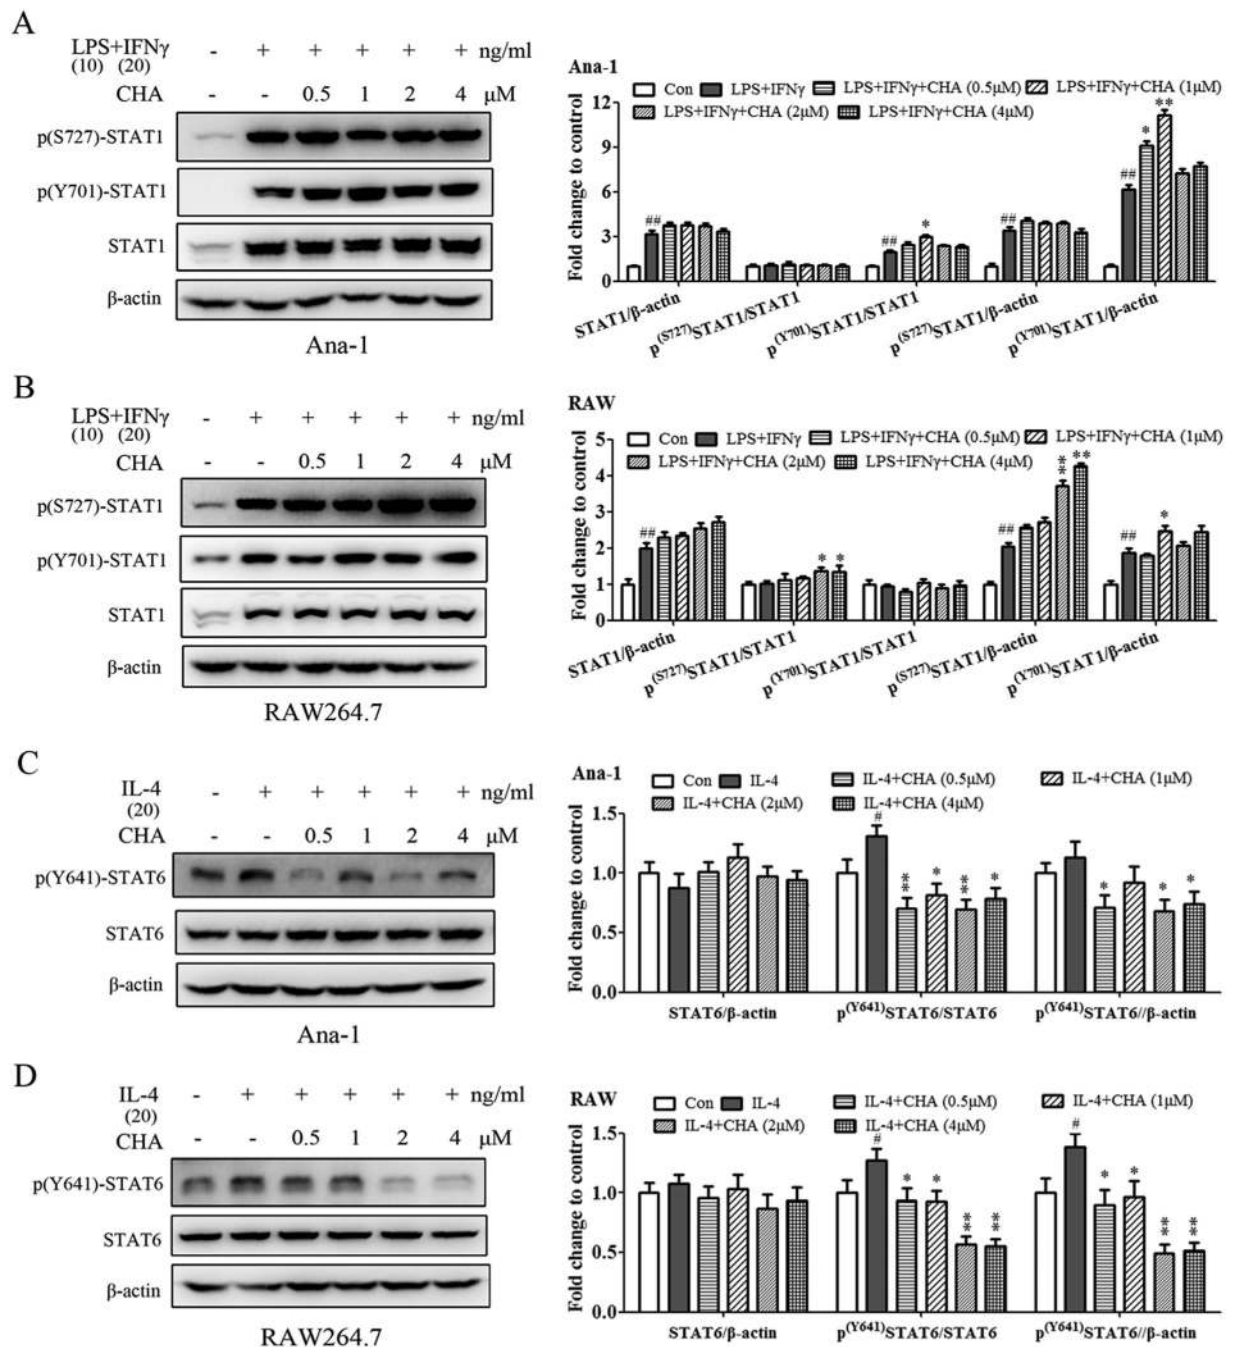 A
LPS+IFNγ - + + + + + ng/ml
(10) (20)
CHA - - 0.5 1 2 4 μM
p(S727)-STAT1
p(Y701)-STAT1
STAT1
β-actin
Ana-1
Ana-1
Con LPS+IFNγ LPS+IFNγ+CHA (0.5μM) LPS+IFNγ+CHA (1μM)
LPS+IFNγ+CHA (2μM) LPS+IFNγ+CHA (4μM)
Fold change to control
12
9
6
3
0
## ## * ## ## * **
STAT1/β-actin
p(S727)STAT1/STAT1
p(Y701)STAT1/STAT1
p(S727)STAT1/β-actin
p(Y701)STAT1/β-actin
B
LPS+IFNγ - + + + + + ng/ml
(10) (20)
CHA - - 0.5 1 2 4 μM
p(S727)-STAT1
p(Y701)-STAT1
STAT1
β-actin
RAW264.7
RAW
Con LPS+IFNγ LPS+IFNγ+CHA (0.5μM) LPS+IFNγ+CHA (1μM)
LPS+IFNγ+CHA (2μM) LPS+IFNγ+CHA (4μM)
Fold change to control
5
4
3
2
1
0
## * * ## ** ** ## *
STAT1/β-actin
p(S727)STAT1/STAT1
p(Y701)STAT1/STAT1
p(S727)STAT1/β-actin
p(Y701)STAT1/β-actin
C
IL-4 - + + + + + ng/ml
(20)
CHA - - 0.5 1 2 4 μM
p(Y641)-STAT6
STAT6
β-actin
Ana-1
Ana-1
Con IL-4 IL-4+CHA (0.5μM) IL-4+CHA (1μM)
IL-4+CHA (2μM) IL-4+CHA (4μM)
Fold change to control
1.5
1.0
0.5
0.0
# ** * ** * * * *
STAT6/β-actin
p(Y641)STAT6/STAT6
p(Y641)STAT6//β-actin
D
IL-4 - + + + + + ng/ml
(20)
CHA - - 0.5 1 2 4 μM
p(Y641)-STAT6
STAT6
β-actin
RAW264.7
RAW
Con IL-4 IL-4+CHA (0.5μM) IL-4+CHA (1μM)
IL-4+CHA (2μM) IL-4+CHA (4μM)
Fold change to control
1.5
1.0
0.5
0.0
# * * ** ** # * * ** **
STAT6/β-actin
p(Y641)STAT6/STAT6
p(Y641)STAT6//β-actin